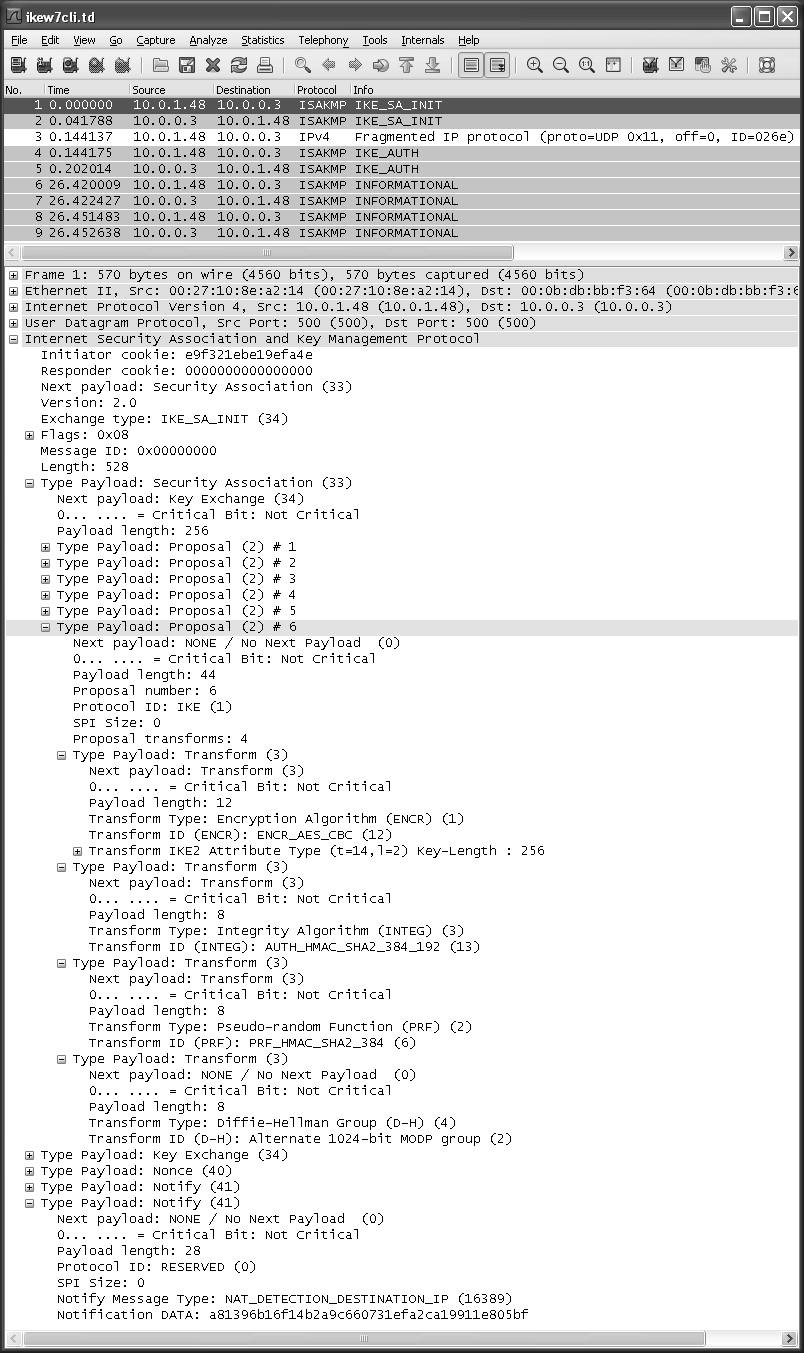 ikew7cli.td
File Edit View Go Capture Analyze Statistics Telephony Tools Internals Help
No. Time Source Destination Protocol Info
1 0.000000 10.0.1.48 10.0.0.3 ISAKMP IKE_SA_INIT
2 0.041788 10.0.0.3 10.0.1.48 ISAKMP IKE_SA_INIT
3 0.144137 10.0.1.48 10.0.0.3 IPv4 Fragmented IP protocol (proto=UDP 0x11, off=0, ID=026e)
4 0.144175 10.0.1.48 10.0.0.3 ISAKMP IKE_AUTH
5 0.202014 10.0.0.3 10.0.1.48 ISAKMP IKE_AUTH
6 26.420009 10.0.1.48 10.0.0.3 ISAKMP INFORMATIONAL
7 26.422427 10.0.0.3 10.0.1.48 ISAKMP INFORMATIONAL
8 26.451483 10.0.1.48 10.0.0.3 ISAKMP INFORMATIONAL
9 26.452638 10.0.0.3 10.0.1.48 ISAKMP INFORMATIONAL
Frame 1: 570 bytes on wire (4560 bits), 570 bytes captured (4560 bits)
Ethernet II, Src: 00:27:10:8e:a2:14 (00:27:10:8e:a2:14), Dst: 00:0b:db:bb:f3:64 (00:0b:db:bb:f3:6
Internet Protocol Version 4, Src: 10.0.1.48 (10.0.1.48), Dst: 10.0.0.3 (10.0.0.3)
User Datagram Protocol, Src Port: 500 (500), Dst Port: 500 (500)
Internet Security Association and Key Management Protocol
Initiator cookie: e9f321ebe19efa4e
Responder cookie: 0000000000000000
Next payload: Security Association (33)
Version: 2.0
Exchange type: IKE_SA_INIT (34)
Flags: 0x08
Message ID: 0x00000000
Length: 528
Type Payload: Security Association (33)
Next payload: Key Exchange (34)
0... .... = Critical Bit: Not Critical
Payload length: 256
Type Payload: Proposal (2) # 1
Type Payload: Proposal (2) # 2
Type Payload: Proposal (2) # 3
Type Payload: Proposal (2) # 4
Type Payload: Proposal (2) # 5
Type Payload: Proposal (2) # 6
Next payload: NONE / No Next Payload (0)
0... .... = Critical Bit: Not Critical
Payload length: 44
Proposal number: 6
Protocol ID: IKE (1)
SPI Size: 0
Proposal transforms: 4
Type Payload: Transform (3)
Next payload: Transform (3)
0... .... = Critical Bit: Not Critical
Payload length: 12
Transform Type: Encryption Algorithm (ENCR) (1)
Transform ID (ENCR): ENCR_AES_CBC (12)
Transform IKE2 Attribute Type (t=14,l=2) Key-Length : 256
Type Payload: Transform (3)
Next payload: Transform (3)
0... .... = Critical Bit: Not Critical
Payload length: 8
Transform Type: Integrity Algorithm (INTEG) (3)
Transform ID (INTEG): AUTH_HMAC_SHA2_384_192 (13)
Type Payload: Transform (3)
Next payload: Transform (3)
0... .... = Critical Bit: Not Critical
Payload length: 8
Transform Type: Pseudo-random Function (PRF) (2)
Transform ID (PRF): PRF_HMAC_SHA2_384 (6)
Type Payload: Transform (3)
Next payload: NONE / No Next Payload (0)
0... .... = Critical Bit: Not Critical
Payload length: 8
Transform Type: Diffie-Hellman Group (D-H) (4)
Transform ID (D-H): Alternate 1024-bit MODP group (2)
Type Payload: Key Exchange (34)
Type Payload: Nonce (40)
Type Payload: Notify (41)
Type Payload: Notify (41)
Next payload: NONE / No Next Payload (0)
0... .... = Critical Bit: Not Critical
Payload length: 28
Protocol ID: RESERVED (0)
SPI Size: 0
Notify Message Type: NAT_DETECTION_DESTINATION_IP (16389)
Notification DATA: a81396b16f14b2a9c660731efa2ca19911e805bf